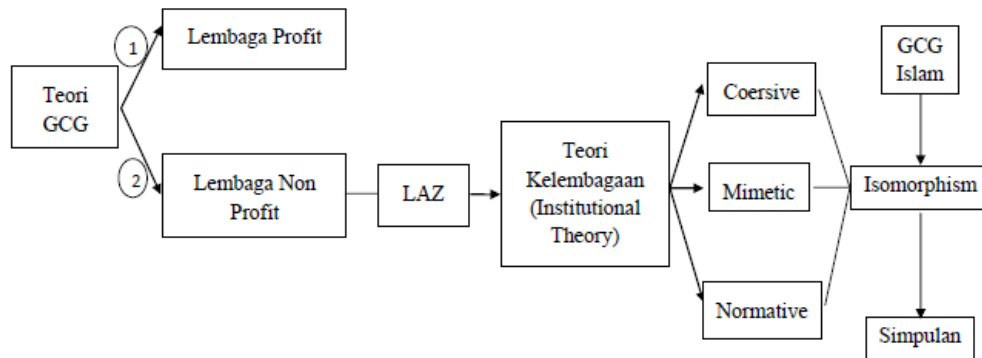 1
Lembaga Profit
Teori
GCG
2
Lembaga Non
Profit
LAZ
Teori
Kelembagaan
(Institutional
Theory)
Coersive
Mimetic
Normative
GCG
Islam
Isomorphism
Simpulan